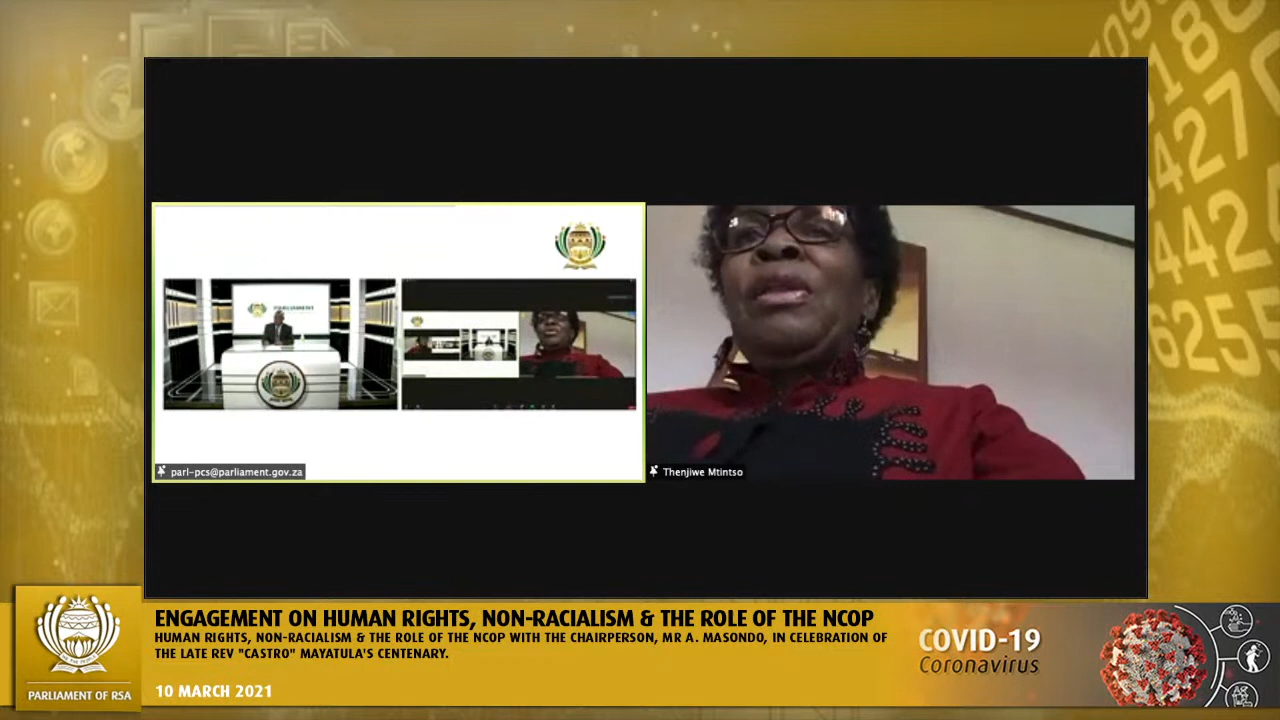 PARLIAMENT
parl-pcs@parliament.gov.za
Thenjiwe Mtintso
ENGAGEMENT ON HUMAN RIGHTS, NON-RACIALISM & THE ROLE OF THE NCOP
HUMAN RIGHTS, NON-RACIALISM & THE ROLE OF THE NCOP WITH THE CHAIRPERSON, MR A. MASONDO, IN CELEBRATION OF
THE LATE REV "CASTRO" MAYATULA'S CENTENARY.
10 MARCH 2021
PARLIAMENT OF RSA
COVID-19
Coronavirus